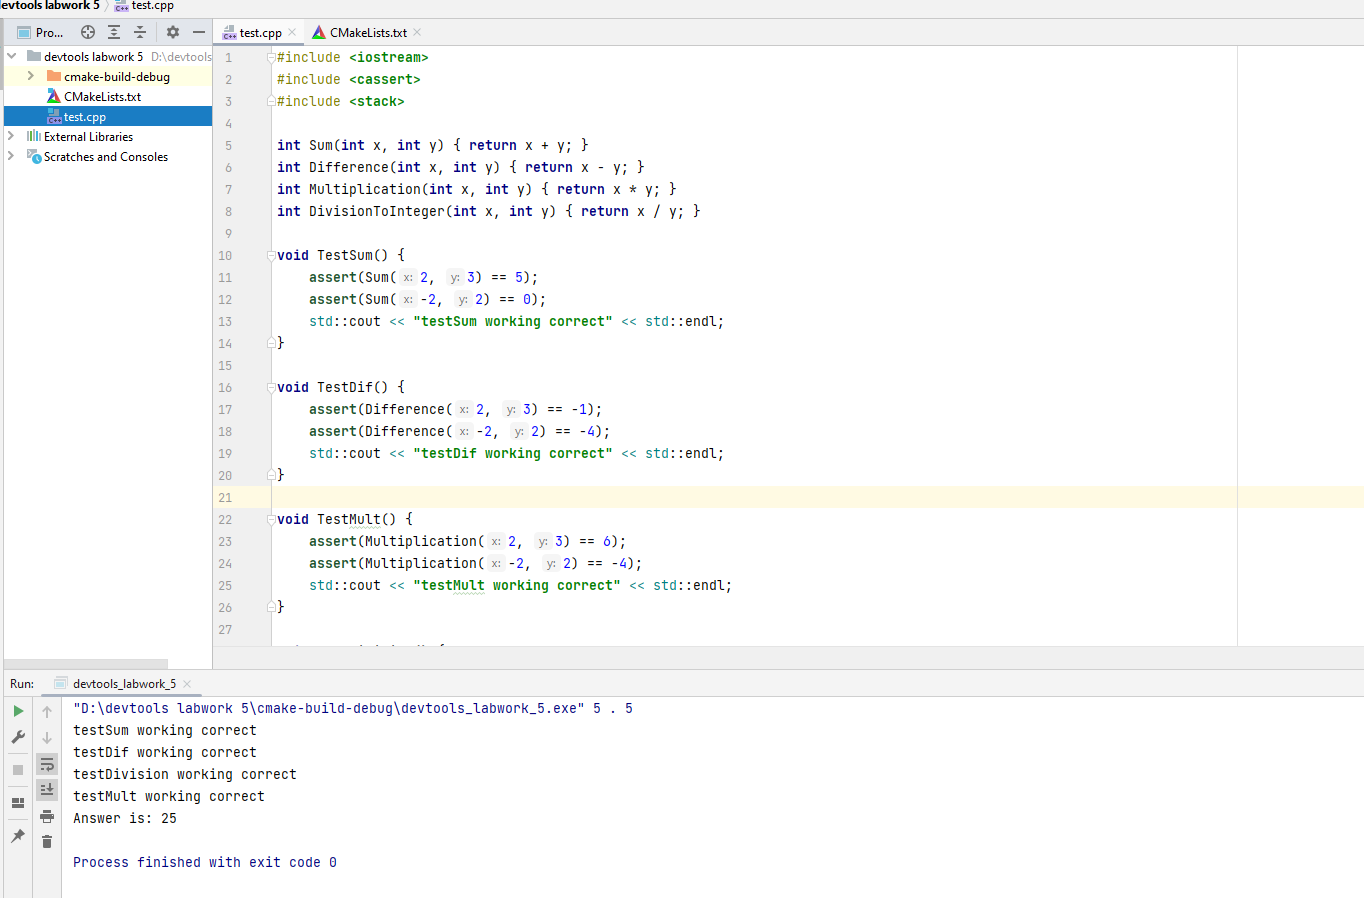 devtools labwork 5 > test.cpp
Pro...
test.cpp
CMakeLists.txt
devtools labwork 5 D:\devtools
cmake-build-debug
CMakeLists.txt
test.cpp
External Libraries
Scratches and Consoles
1 #include <iostream>
2 #include <cassert>
3 #include <stack>
4
5 int Sum(int x, int y) { return x + y; }
6 int Difference(int x, int y) { return x - y; }
7 int Multiplication(int x, int y) { return x * y; }
8 int DivisionToInteger(int x, int y) { return x / y; }
9
10 void TestSum() {
11 assert(Sum( x: 2, y: 3) == 5);
12 assert(Sum( x: -2, y: 2) == 0);
13 std::cout << "testSum working correct" << std::endl;
14 }
15
16 void TestDif() {
17 assert(Difference( x: 2, y: 3) == -1);
18 assert(Difference( x: -2, y: 2) == -4);
19 std::cout << "testDif working correct" << std::endl;
20 }
21
22 void TestMult() {
23 assert(Multiplication( x: 2, y: 3) == 6);
24 assert(Multiplication( x: -2, y: 2) == -4);
25 std::cout << "testMult working correct" << std::endl;
26 }
27
Run: devtools_labwork_5
"D:\devtools labwork 5\cmake-build-debug\devtools_labwork_5.exe" 5 . 5
testSum working correct
testDif working correct
testDivision working correct
testMult working correct
Answer is: 25
Process finished with exit code 0